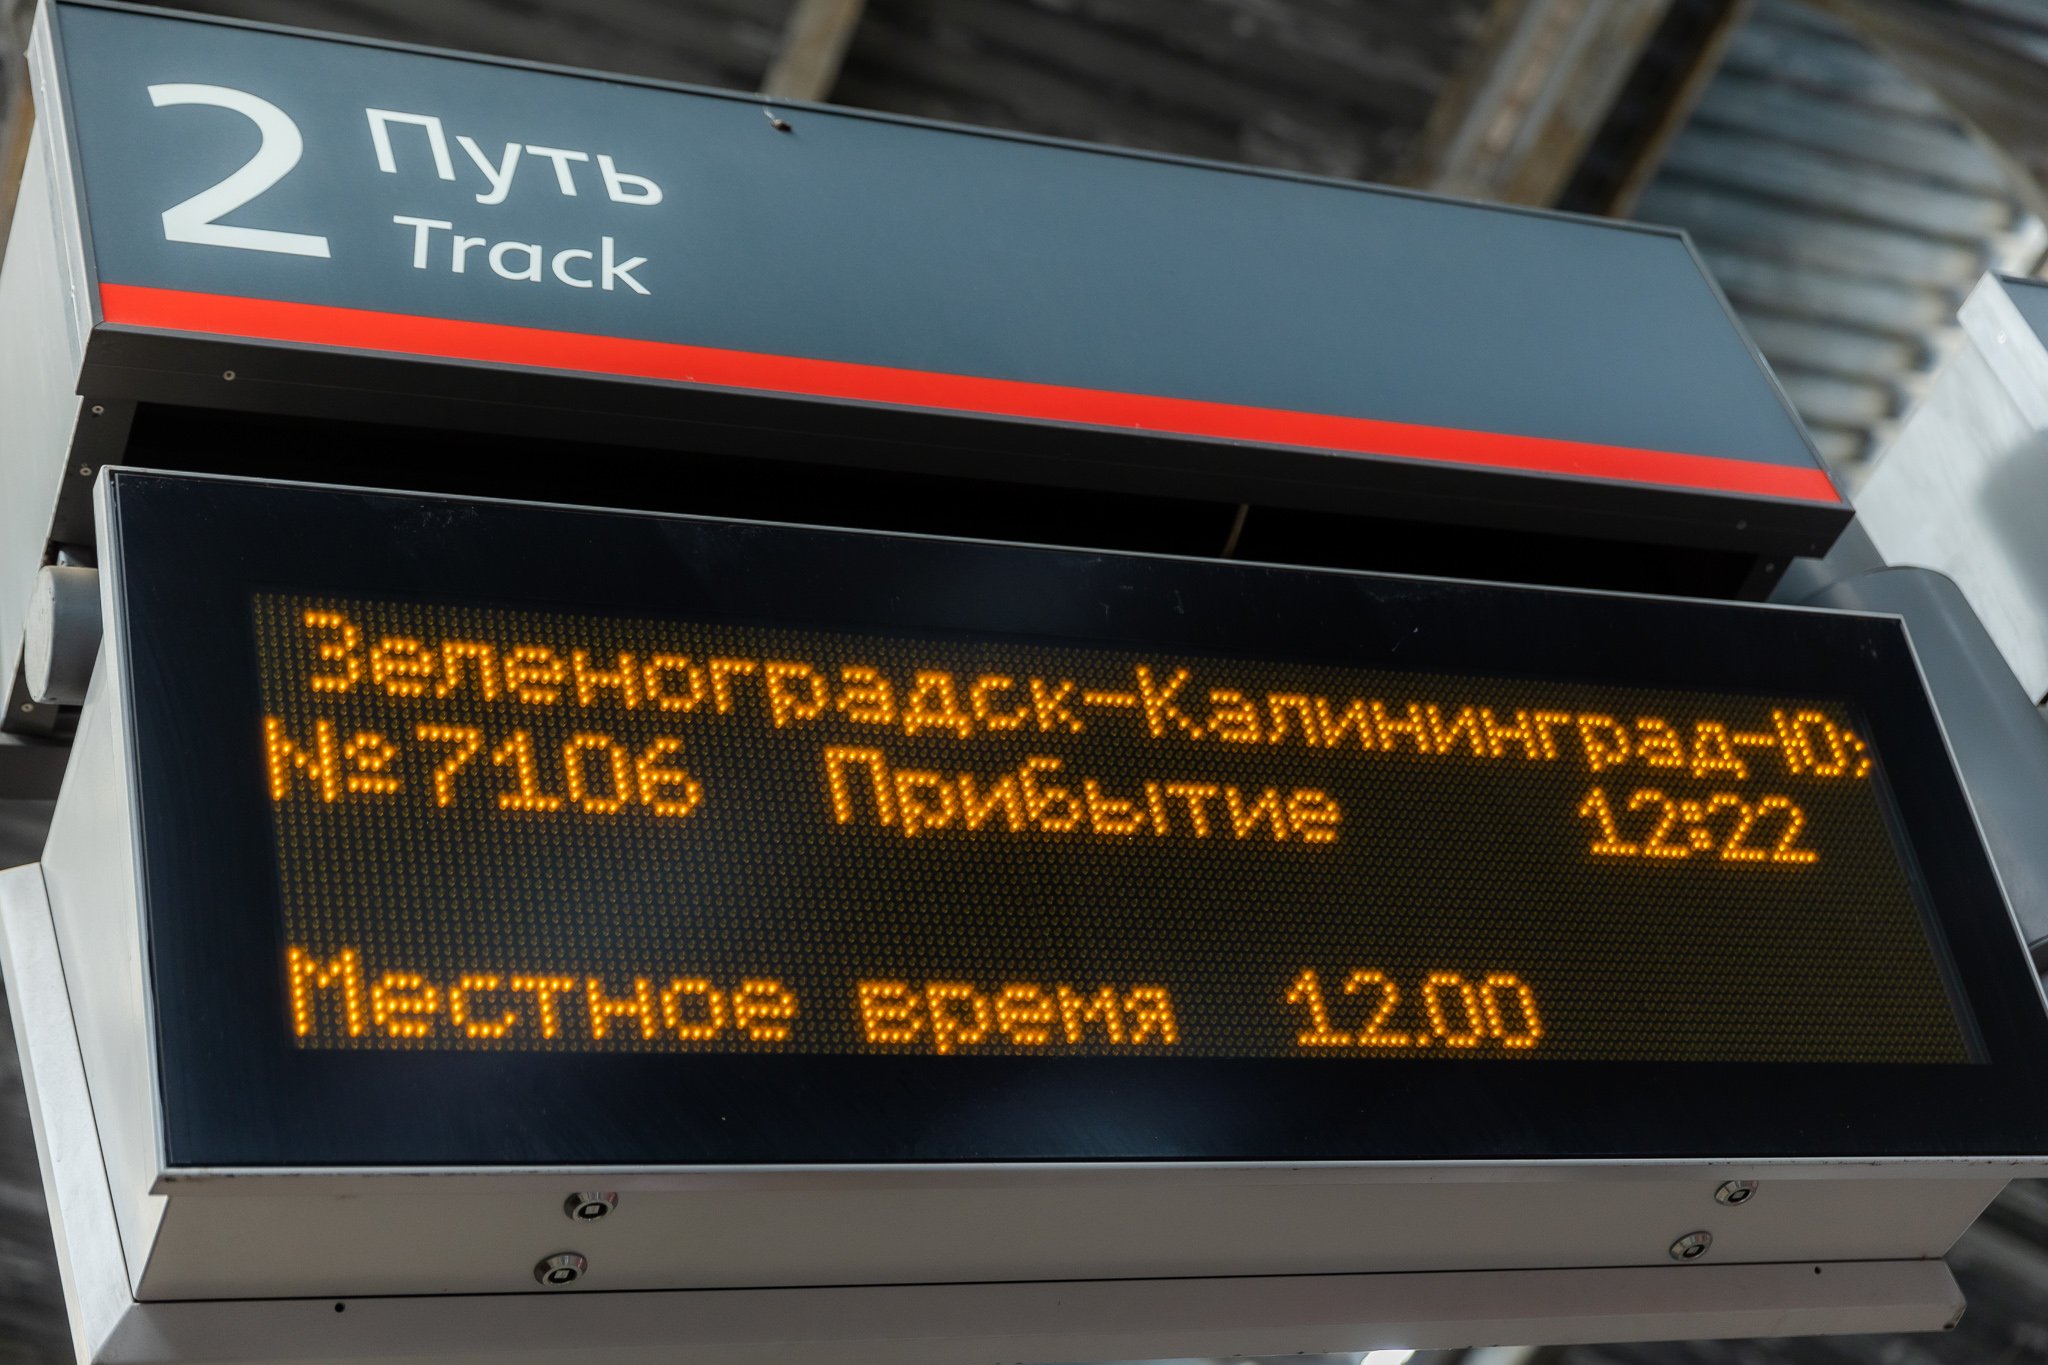 2 Путь
Track
Зеленоградск-Калининград-Ю;
№7106 Прибытие 12:22
Местное время 12.00